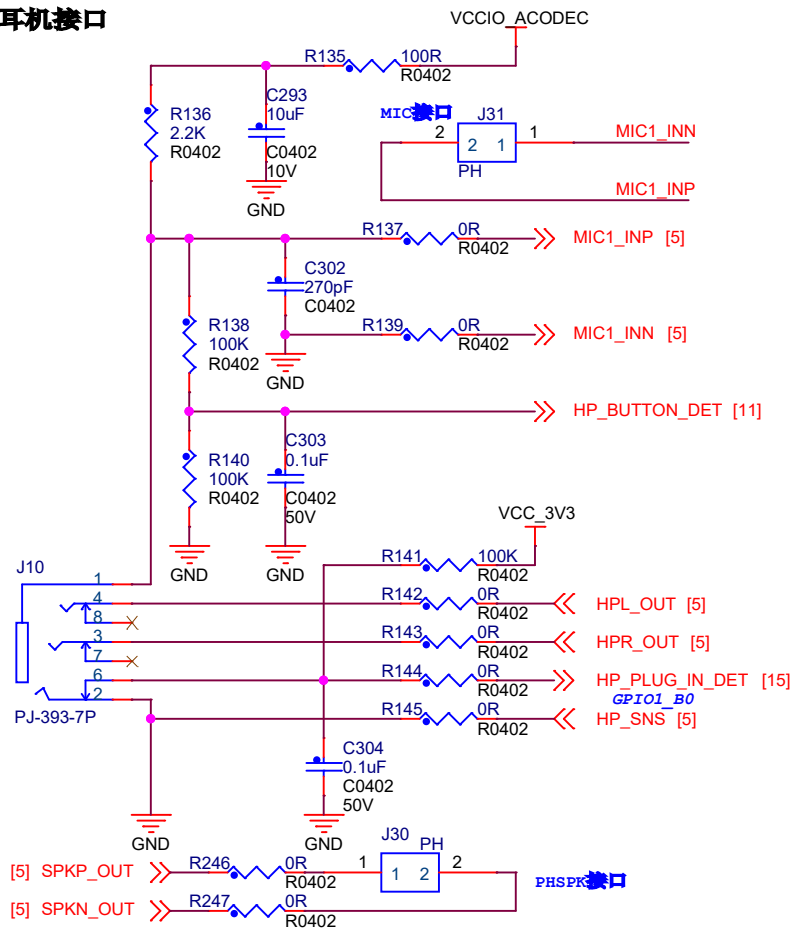 耳机接口
VCCIO_ACODEC
R135 100R
R0402
R136
2.2K
R0402
C293
10uF
C0402
10V
GND
MIC接口
J31
2 2 1 1
PH
MIC1_INN
MIC1_INP
R137 0R
R0402
MIC1_INP [5]
C302
270pF
C0402
R138
100K
R0402
R139 0R
R0402
MIC1_INN [5]
GND
HP_BUTTON_DET [11]
R140
100K
R0402
C303
0.1uF
C0402
50V
GND
GND
VCC_3V3
J10
1
4
8
3
7
6
2
PJ-393-7P
R141 100K
R0402
R142 0R
R0402
HPL_OUT [5]
R143 0R
R0402
HPR_OUT [5]
R144 0R
R0402
HP_PLUG_IN_DET [15]
GPIO1_B0
R145 0R
R0402
HP_SNS [5]
C304
0.1uF
C0402
50V
GND
GND
J30
PH
1 1 2 2
PHSPK接口
[5] SPKP_OUT
R246 0R
R0402
[5] SPKN_OUT
R247 0R
R0402